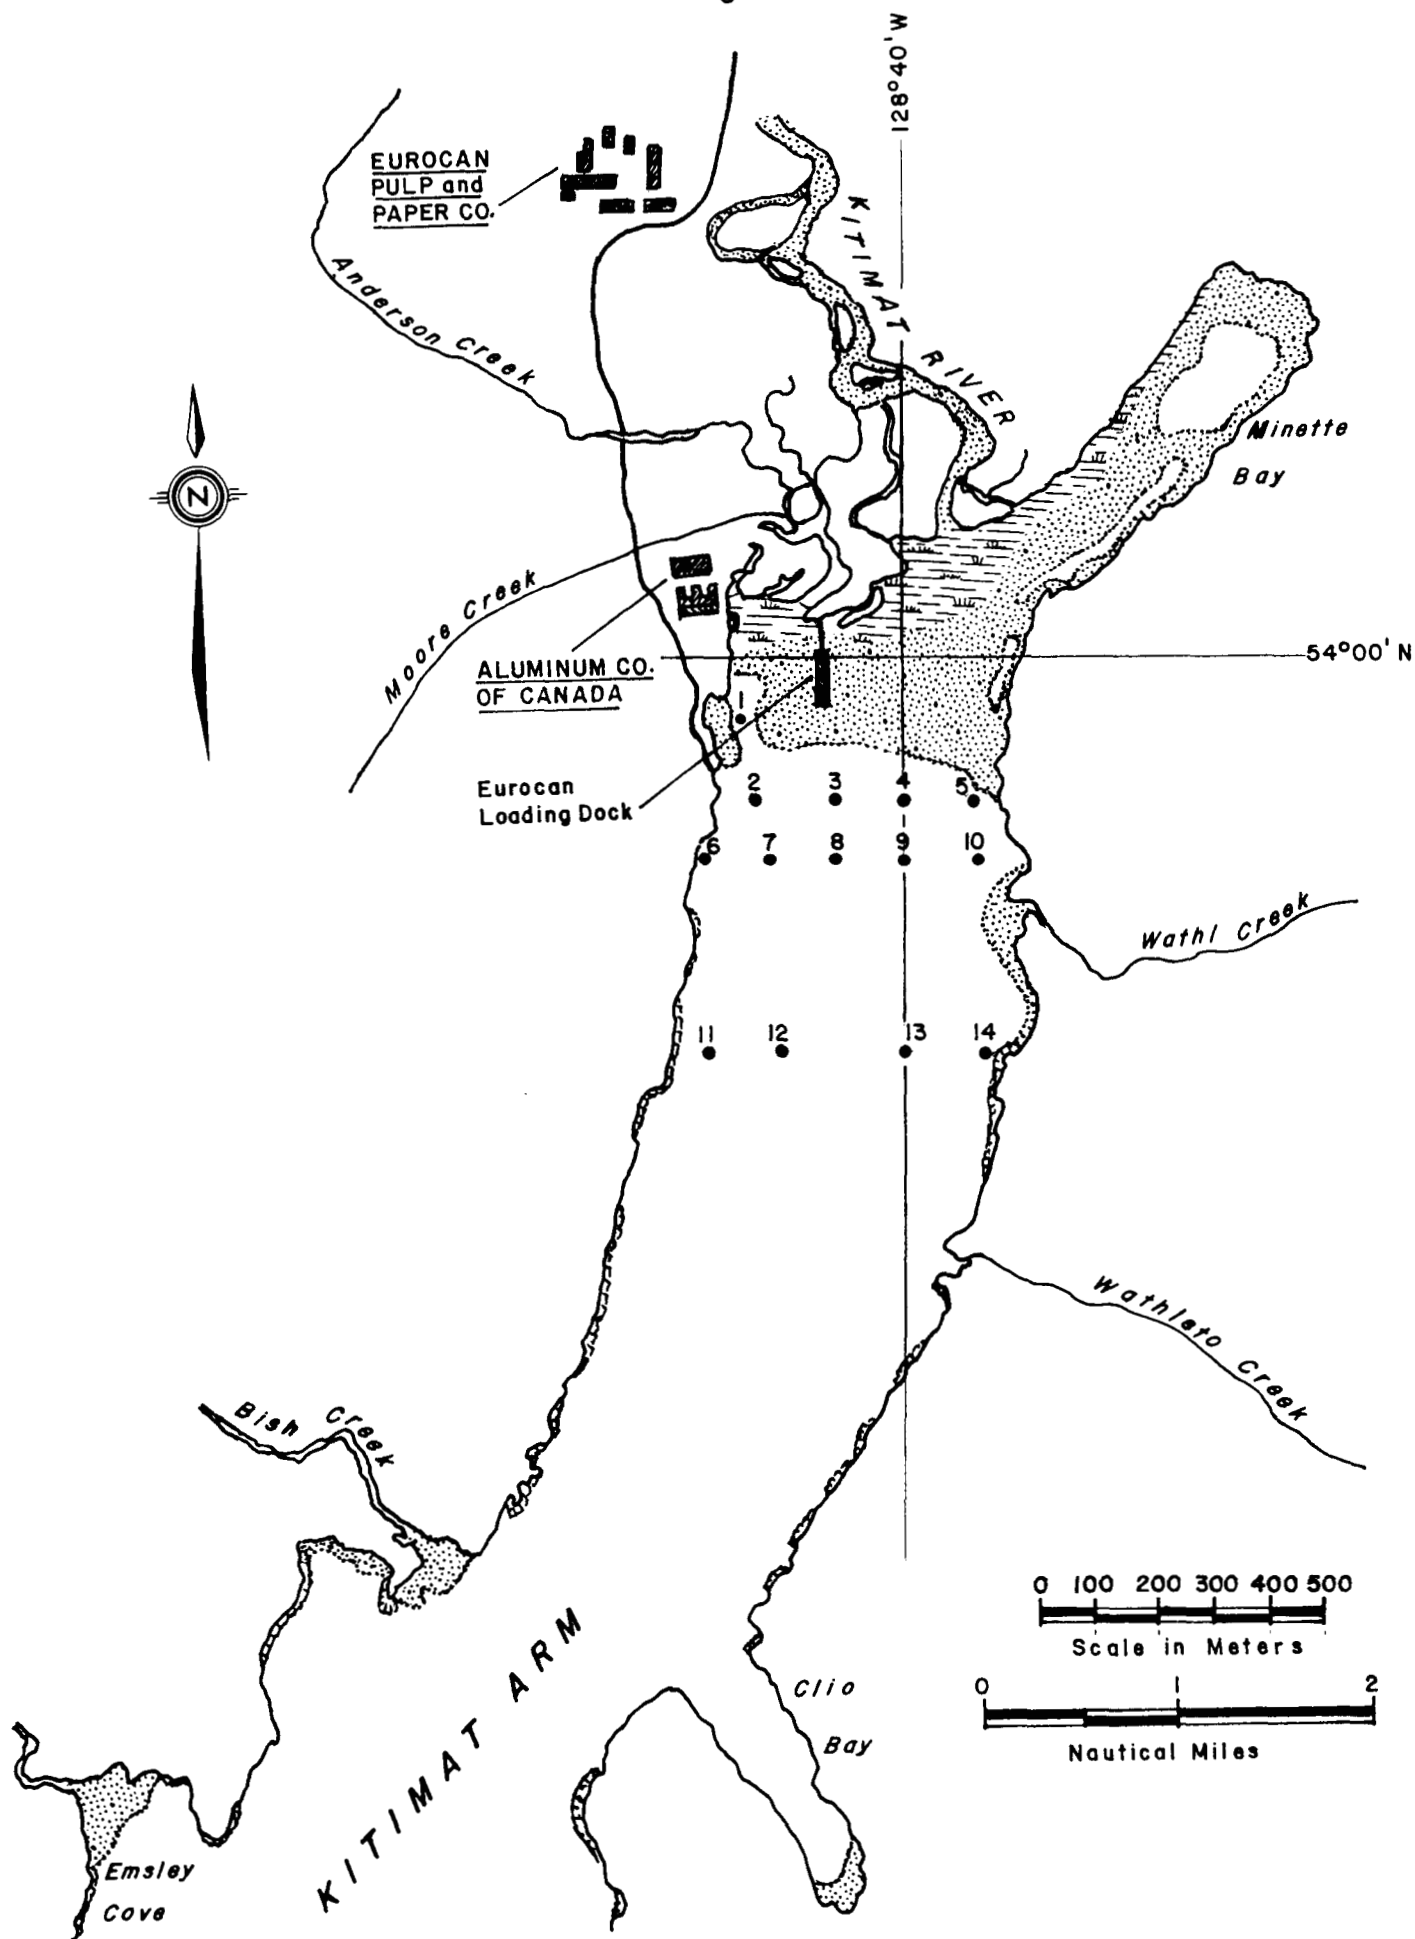 128°40'W
EUROCAN
PULP and
PAPER CO.
KITIMAT RIVER
Anderson Creek
Minette
Bay
N
Moore Creek
ALUMINUM CO.
OF CANADA
54°00' N
1
Eurocan
Loading Dock
2 3 4 5
6 7 8 9 10
Wathl Creek
11 12 13 14
Wathleto Creek
Bish Creek
0 100 200 300 400 500
Scale in Meters
KITIMAT ARM
Clio
Bay
0 1 2
Nautical Miles
Emsley
Cove